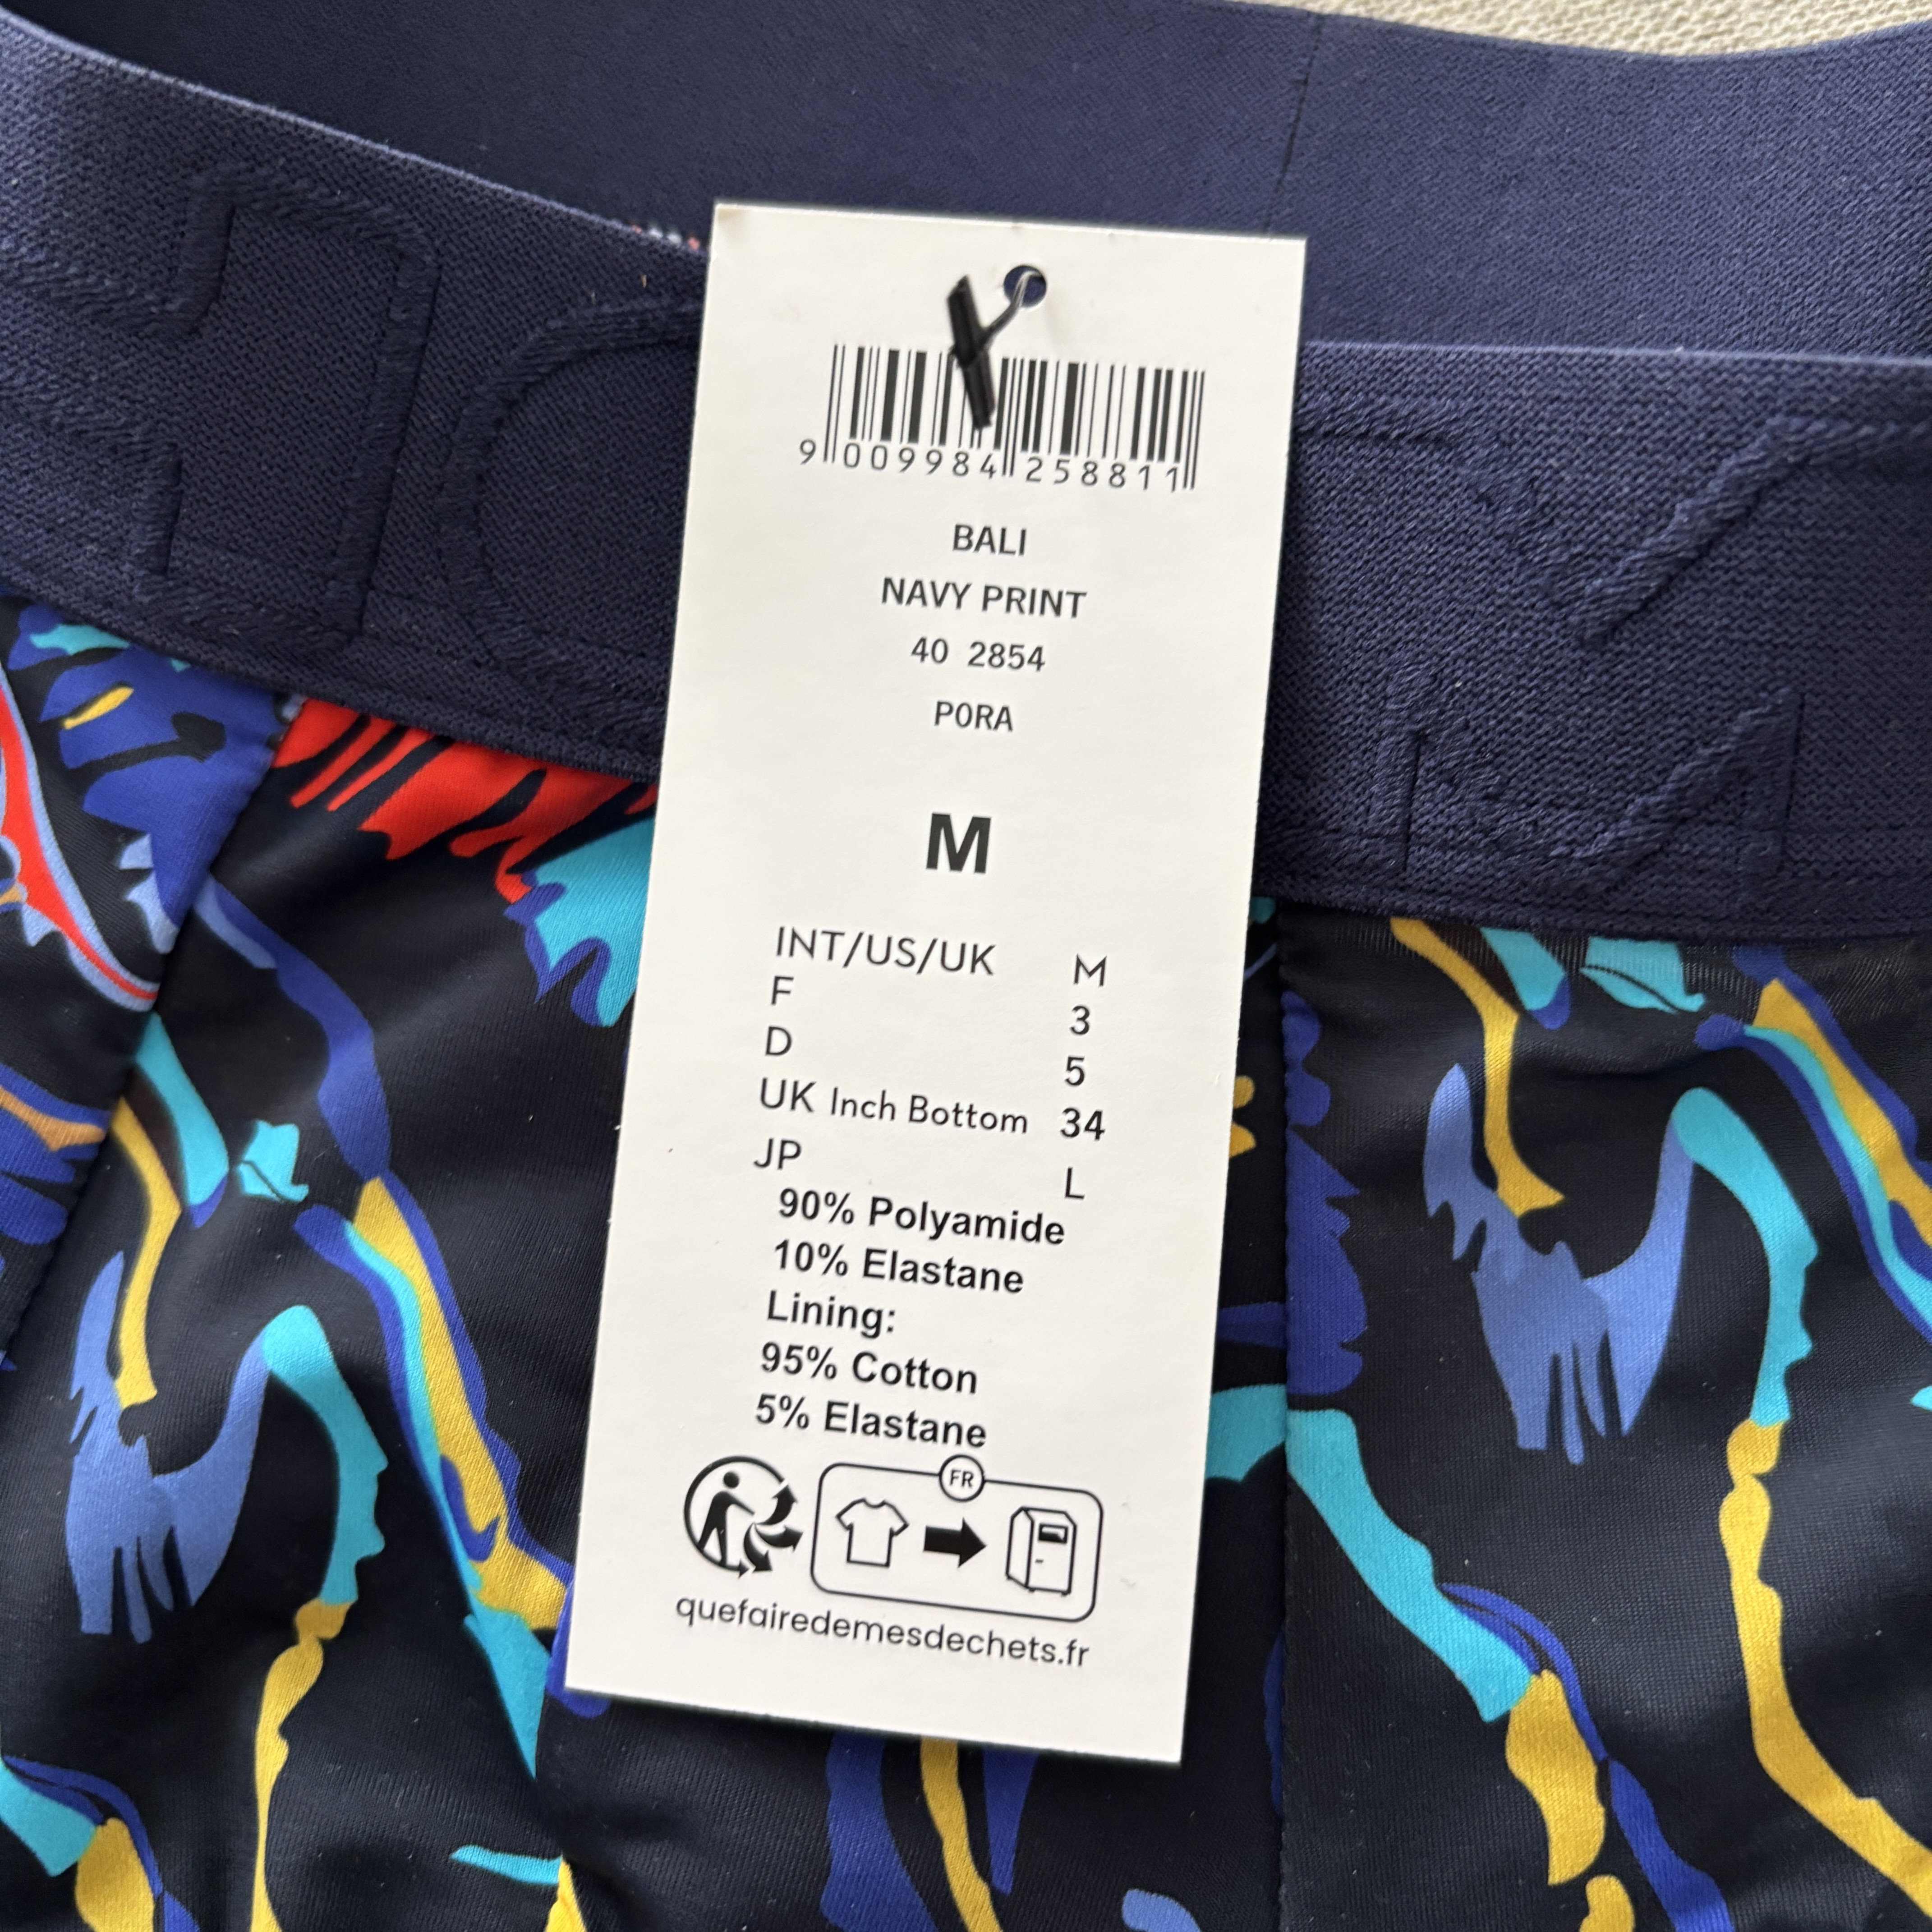 9 009984 258811
BALI
NAVY PRINT
40 2854
P0RA
M
INT/US/UK M
F 3
D 5
UK Inch Bottom 34
JP L
90% Polyamide
10% Elastane
Lining:
95% Cotton
5% Elastane
FR
quefairedemesdechets.fr